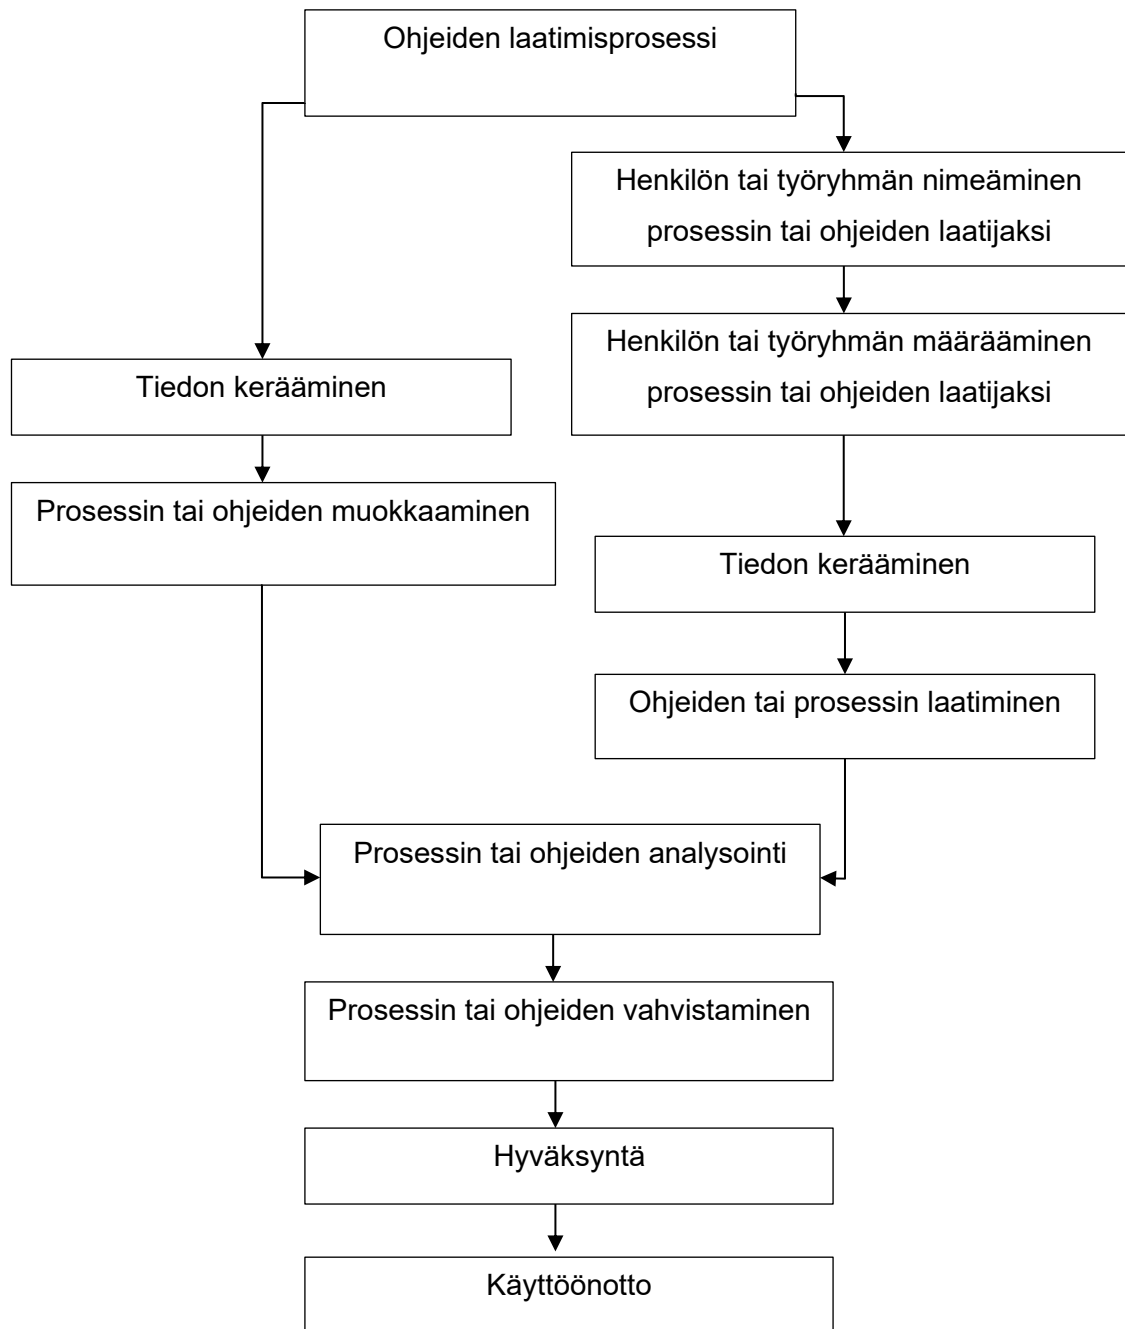 Ohjeiden laatimisprosessi
Henkilön tai työryhmän nimeäminen
prosessin tai ohjeiden laatijaksi
Henkilön tai työryhmän määrääminen
prosessin tai ohjeiden laatijaksi
Tiedon kerääminen
Prosessin tai ohjeiden muokkaaminen
Tiedon kerääminen
Ohjeiden tai prosessin laatiminen
Prosessin tai ohjeiden analysointi
Prosessin tai ohjeiden vahvistaminen
Hyväksyntä
Käyttöönotto